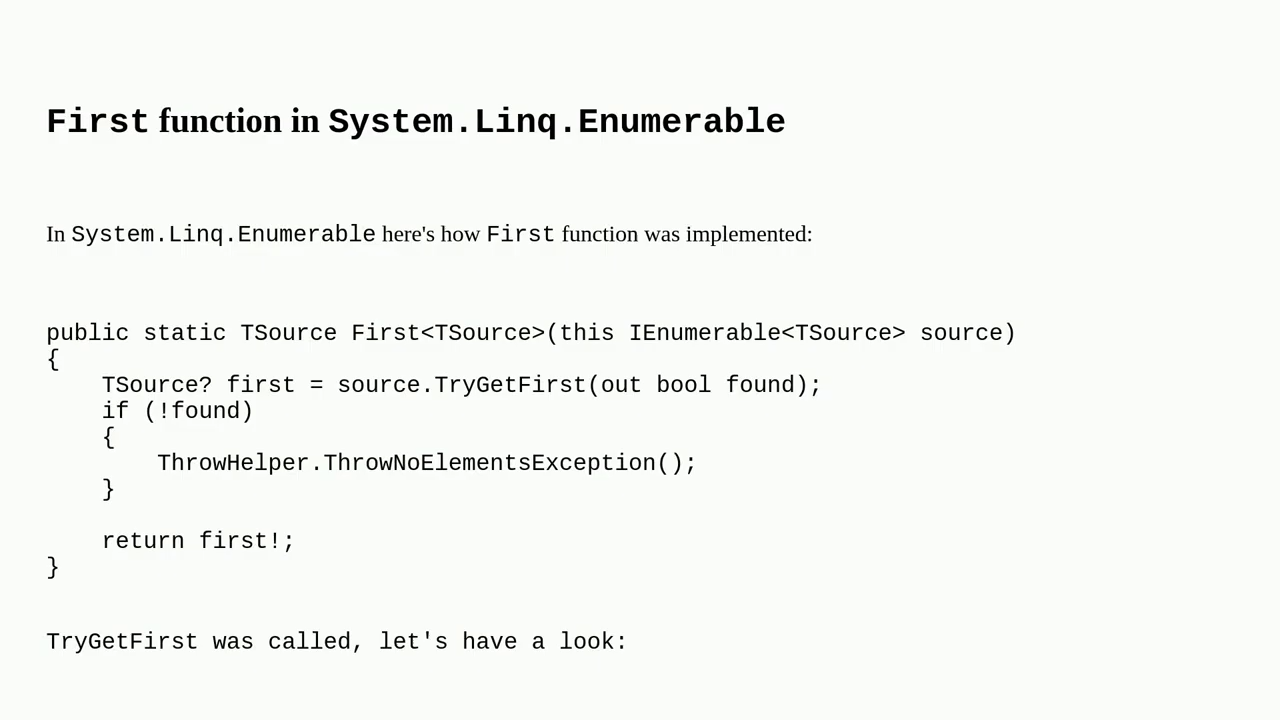 First function in System.Linq.Enumerable
In System.Linq.Enumerable here's how First function was implemented:
public static TSource First<TSource>(this IEnumerable<TSource> source)
{
    TSource? first = source.TryGetFirst(out bool found);
    if (!found)
    {
        ThrowHelper.ThrowNoElementsException();
    }

    return first!;
}
TryGetFirst was called, let's have a look: